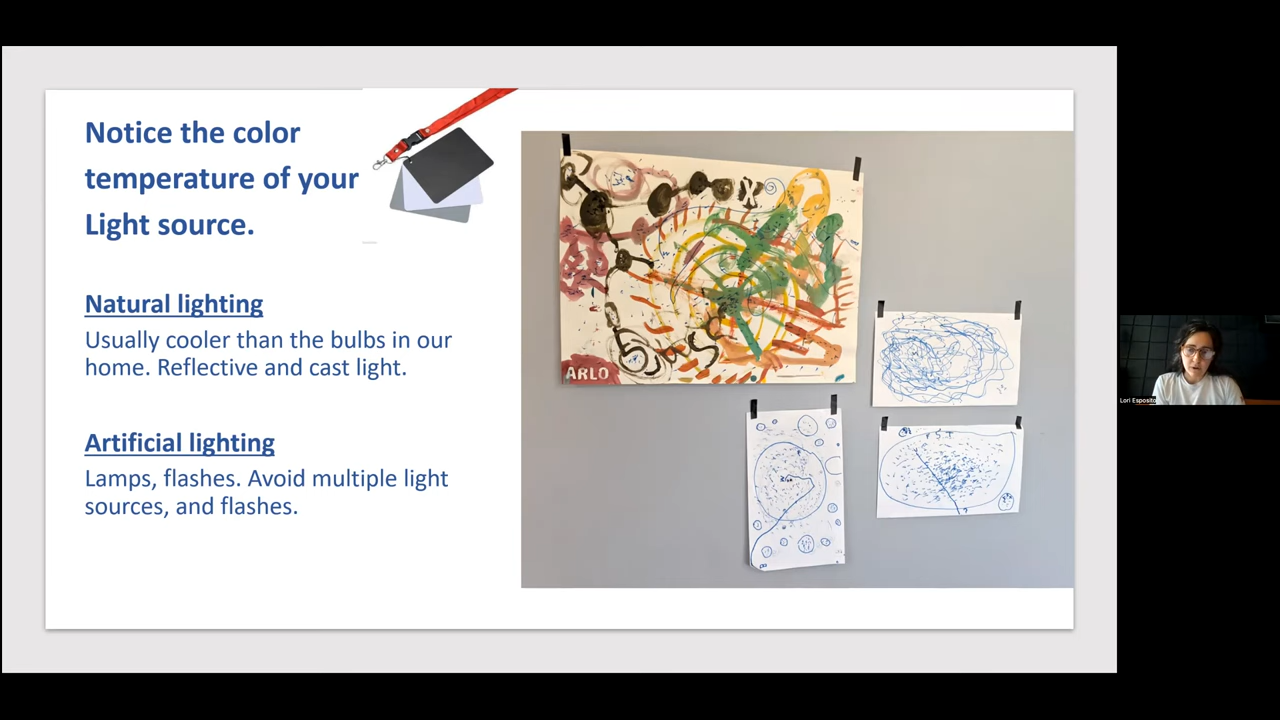 Notice the color
temperature of your
Light source.
Natural lighting
Usually cooler than the bulbs in our
home. Reflective and cast light.
Artificial lighting
Lamps, flashes. Avoid multiple light
sources, and flashes.
ARLO
Lori Esposito